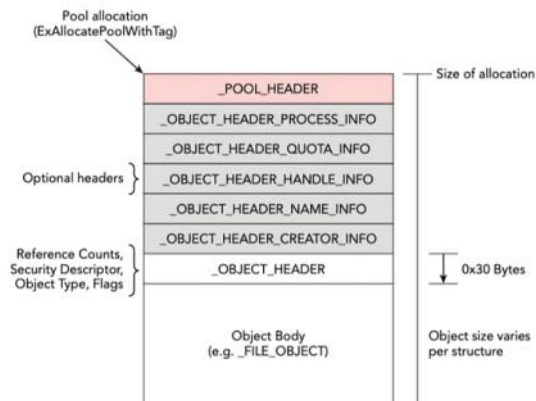 Pool allocation
(ExAllocatePoolWithTag)
Size of allocation
_POOL_HEADER
_OBJECT_HEADER_PROCESS_INFO
_OBJECT_HEADER_QUOTA_INFO
Optional headers
_OBJECT_HEADER_HANDLE_INFO
_OBJECT_HEADER_NAME_INFO
_OBJECT_HEADER_CREATOR_INFO
Reference Counts,
Security Descriptor,
Object Type, Flags
_OBJECT_HEADER
0x30 Bytes
Object Body
(e.g. _FILE_OBJECT)
Object size varies
per structure